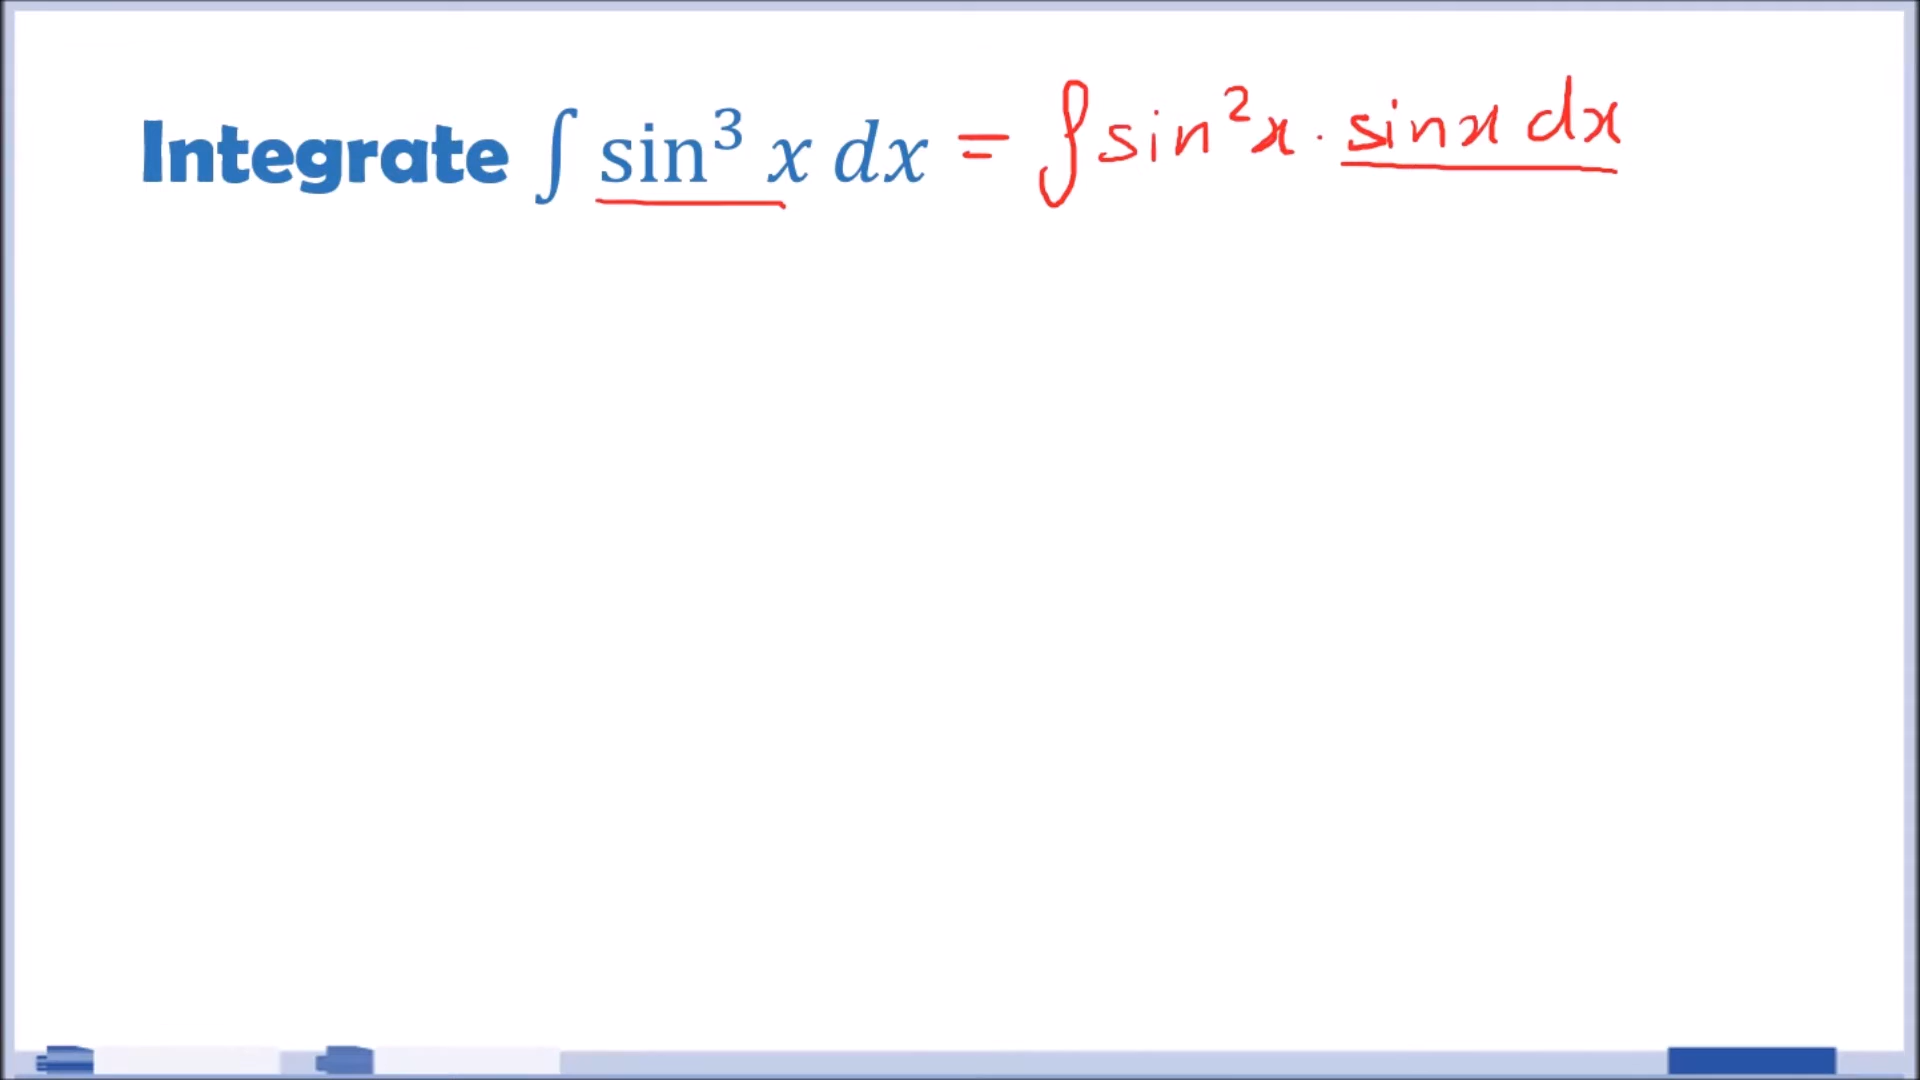 Integrate ∫ sin³ x dx = ∫ sin²x · sinx dx